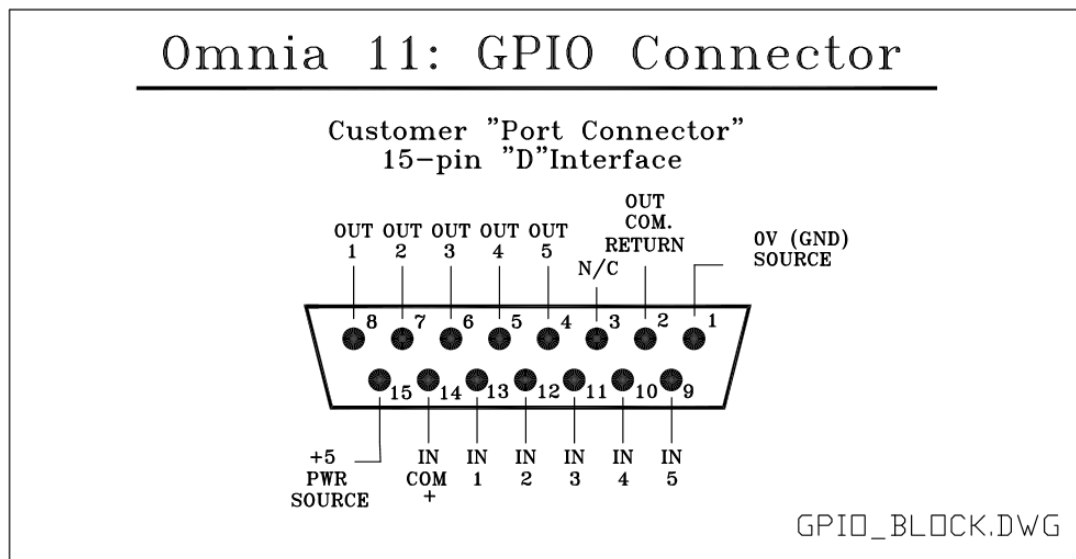 Omnia 11: GPIO Connector
Customer "Port Connector"
15-pin "D"Interface
OUT
COM.
RETURN
OUT OUT OUT OUT OUT
1 2 3 4 5
N/C
0V (GND)
SOURCE
8 7 6 5 4 3 2 1
15 14 13 12 11 10 9
+5
PWR
SOURCE
IN
COM
+
IN IN IN IN IN
1 2 3 4 5
GPIO_BLOCK.DWG